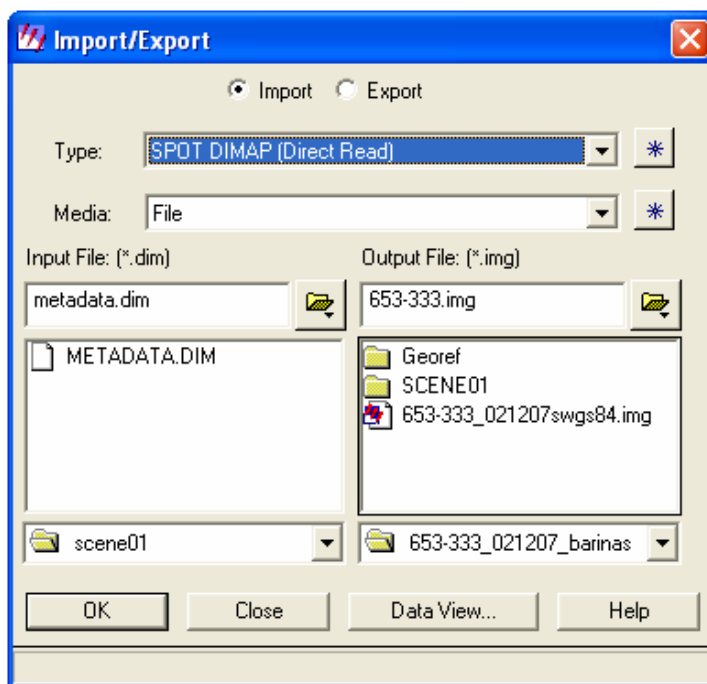 Import/Export
Import Export
Type: SPOT DIMAP (Direct Read)
Media: File
Input File: (*.dim) Output File: (*.img)
metadata.dim 653-333.img
METADATA.DIM
Georef
SCENE01
653-333_021207swgs84.img
scene01 653-333_021207_barinas
OK Close Data View... Help